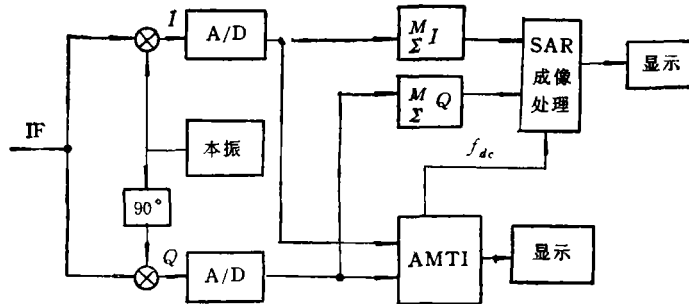 I
A/D
M
Σ I
SAR
成像
处理
显示
M
Σ Q
IF
本振
f_dc
90°
Q
A/D
AMTI
显示